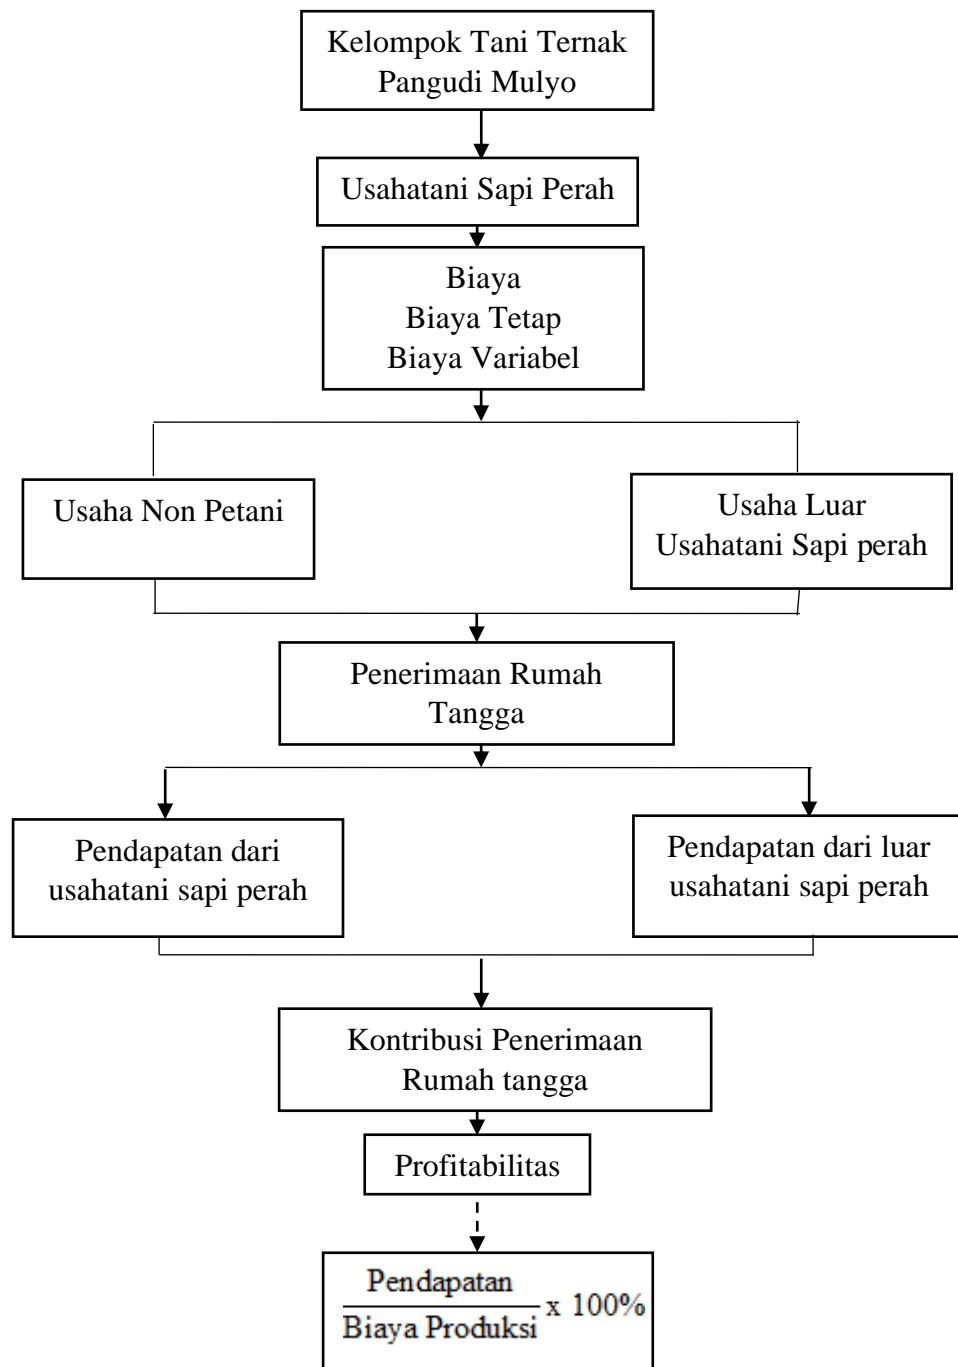 Kelompok Tani Ternak
Pangudi Mulyo
Usahatani Sapi Perah
Biaya
Biaya Tetap
Biaya Variabel
Usaha Non Petani
Usaha Luar
Usahatani Sapi perah
Penerimaan Rumah
Tangga
Pendapatan dari
usahatani sapi perah
Pendapatan dari luar
usahatani sapi perah
Kontribusi Penerimaan
Rumah tangga
Profitabilitas
Pendapatan
Biaya Produksi
x 100%